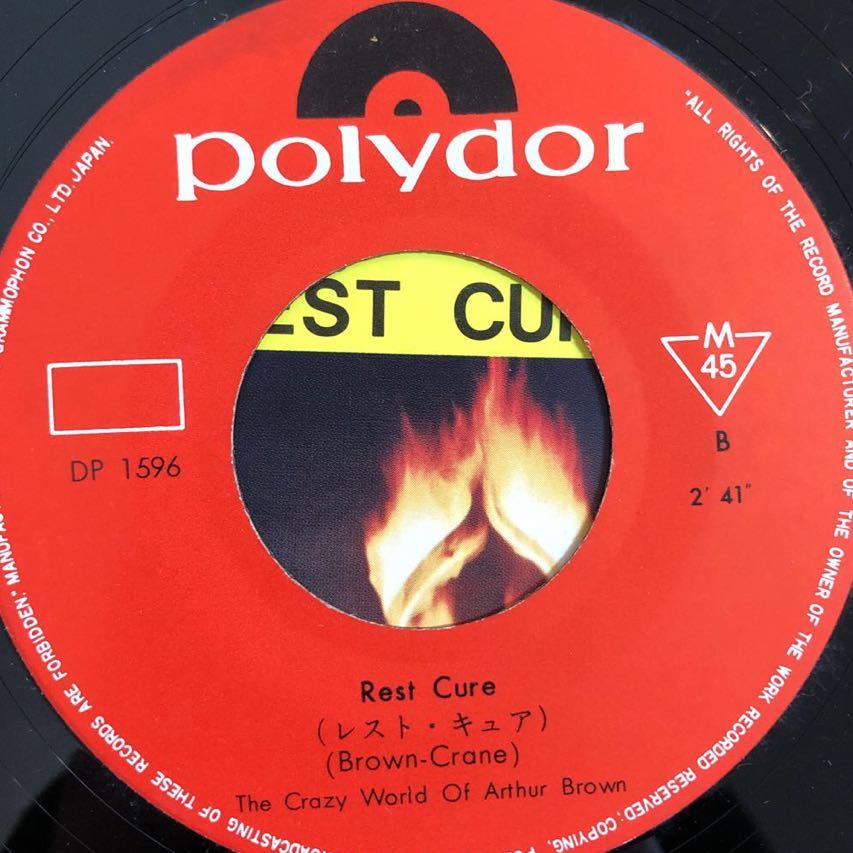 polydor
"ALL RIGHTS OF THE RECORD MANUFACTURER AND OF THE OWNER OF THE WORK RECORDED RESERVED; COPYING,
BROADCASTING OF THESE RECORDS ARE FORBIDDEN." MANUFAC
GRAMMOPHON CO., LTD. JAPAN.
EST CU
M
45
DP 1596
B
2' 41"
Rest Cure
(レスト・キュア)
(Brown-Crane)
The Crazy World Of Arthur Brown